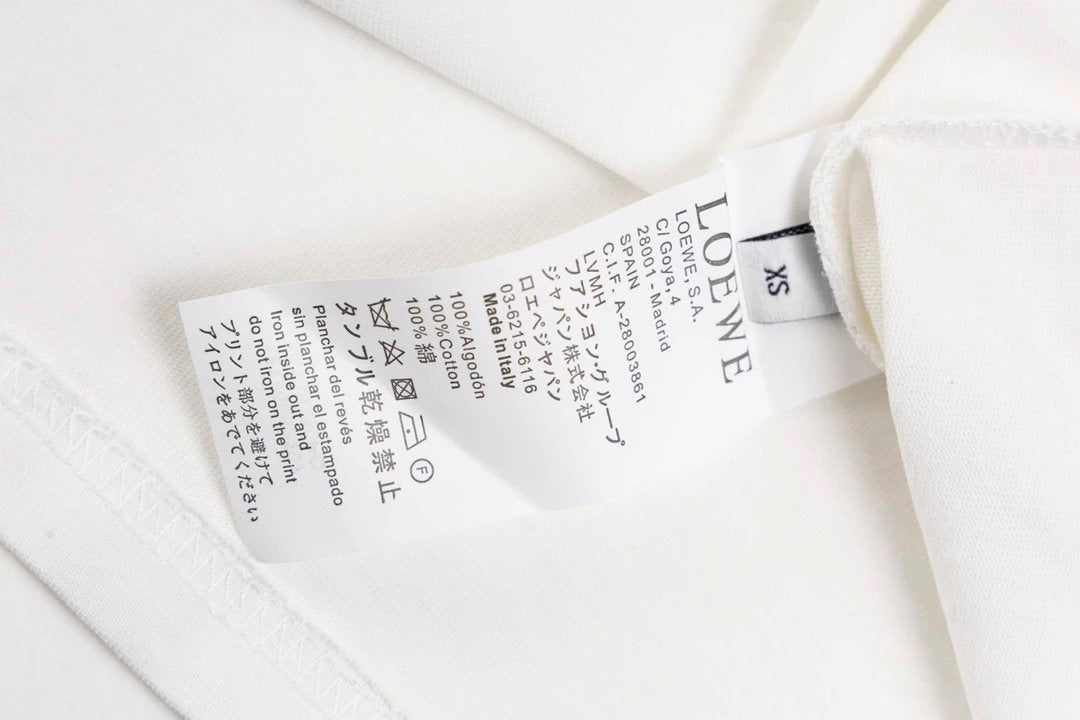 LOEWE
LOEWE, S.A.
C/ Goya, 4
28001 - Madrid
SPAIN
C.I.F. A-28003861
LVMH
ファション・グループ
ジャパン株式会社
ロエベジャパン
03-6215-6116
Made in Italy
100%Algodón
100%Cotton
100% 綿
F
タンブル乾燥禁止
Planchar del revés
sin planchar el estampado
Iron inside out and
do not iron on the print
プリント部分を避けて
アイロンをあでてください
XS